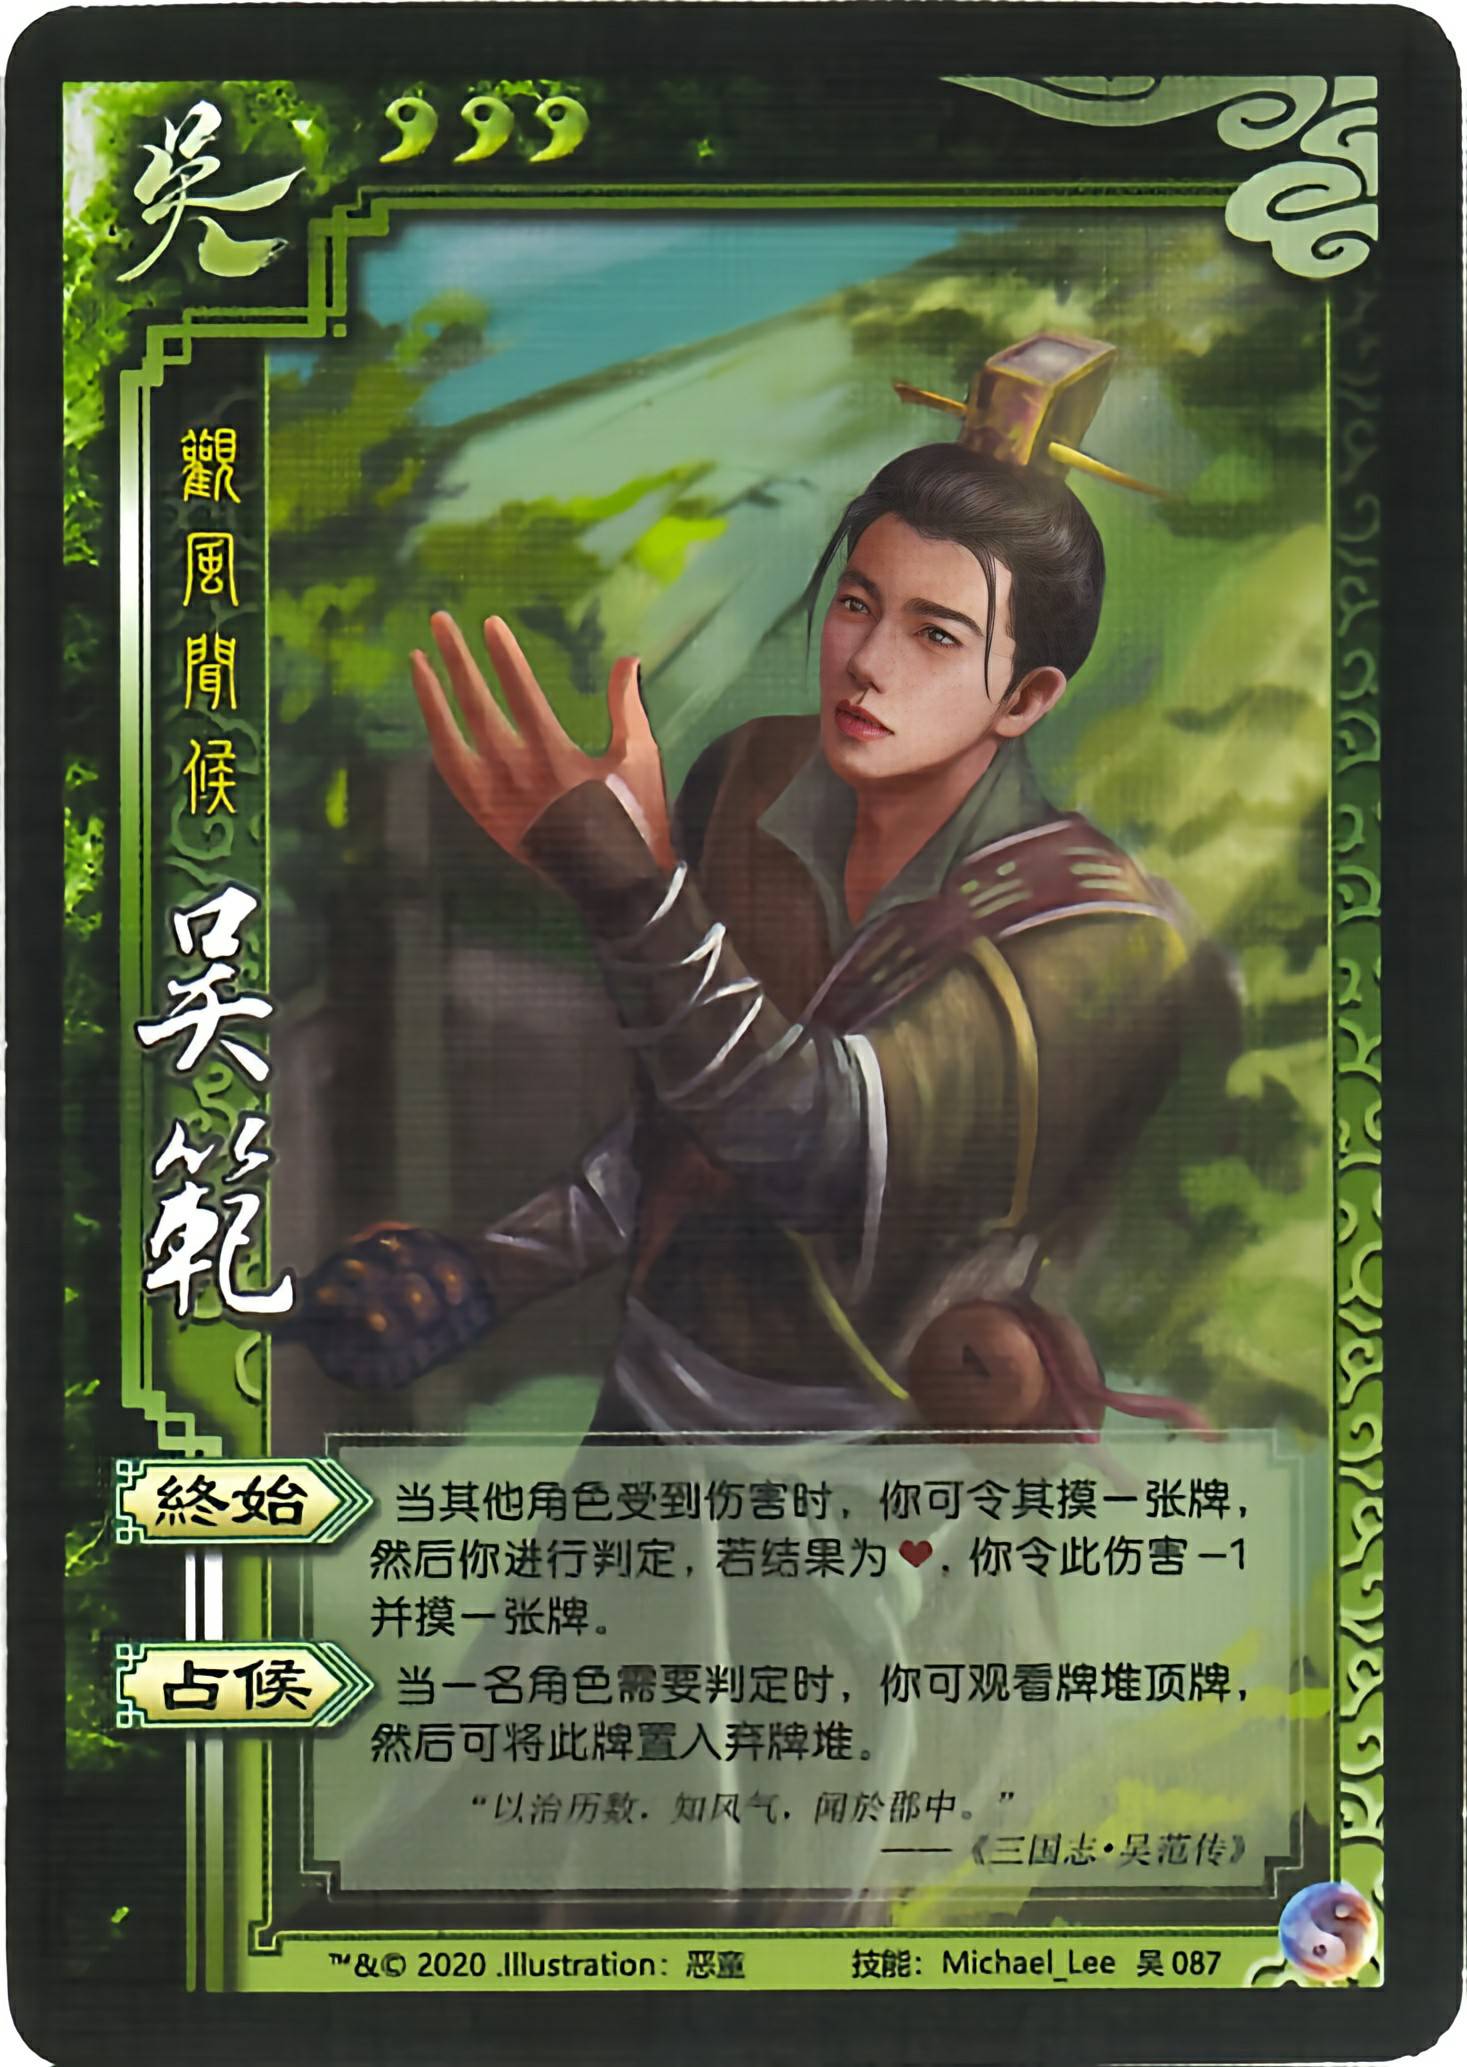 吴
觀風聞候
吴範
終始
当其他角色受到伤害时，你可令其摸一张牌，
然后你进行判定，若结果为♥，你令此伤害-1
并摸一张牌。
占候
当一名角色需要判定时，你可观看牌堆顶牌，
然后可将此牌置入弃牌堆。
“以治历数，知风气，闻於郡中。”
——《三国志•吴范传》
™&© 2020 .Illustration：恶童 技能：Michael_Lee 吴 087